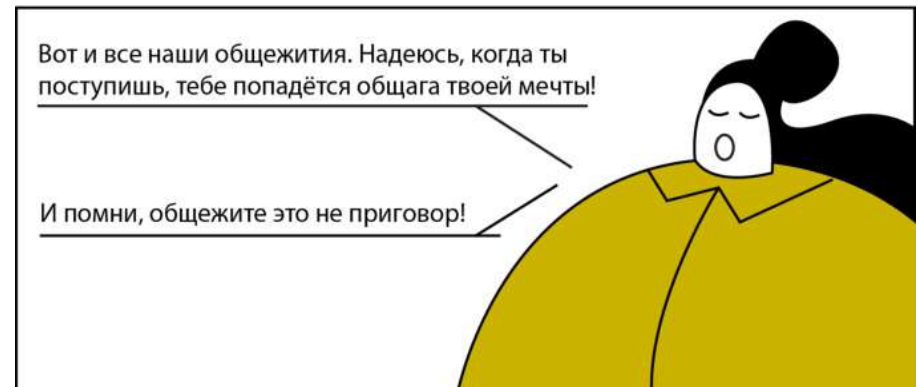 Вот и все наши общежития. Надеюсь, когда ты
поступишь, тебе попадётся общага твоей мечты!
И помни, общежите это не приговор!